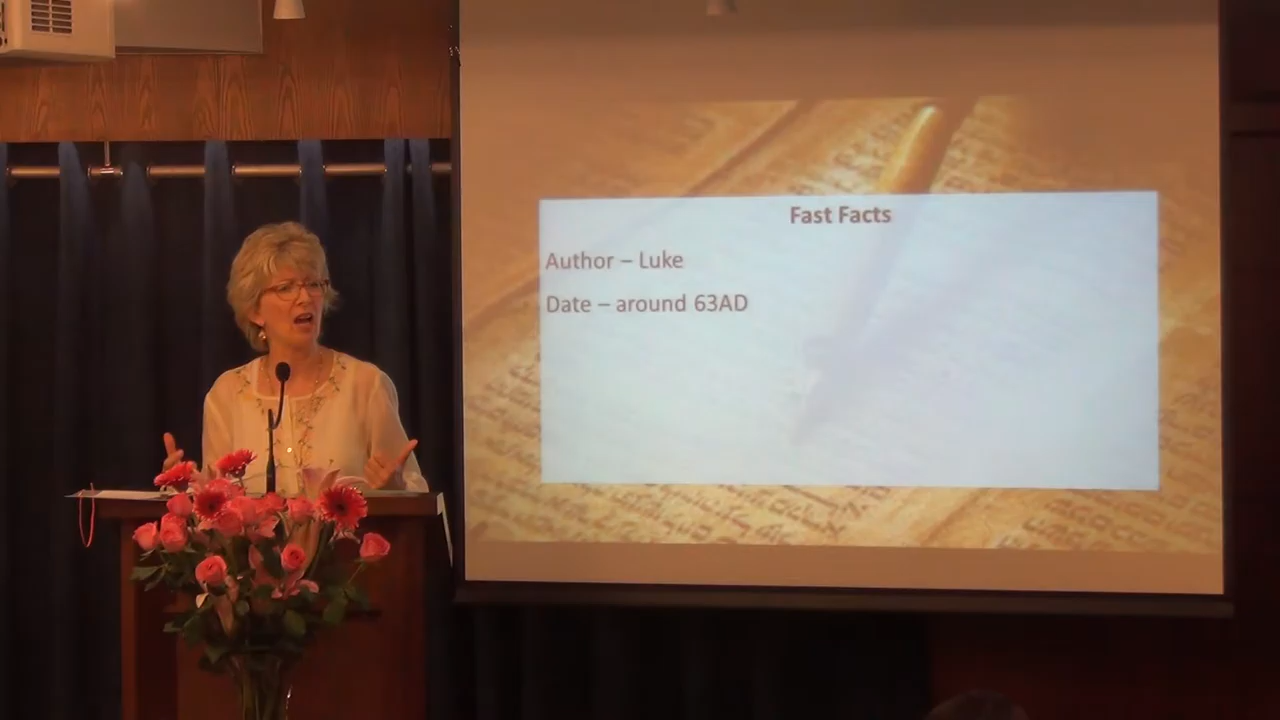 Fast Facts
Author – Luke
Date – around 63AD